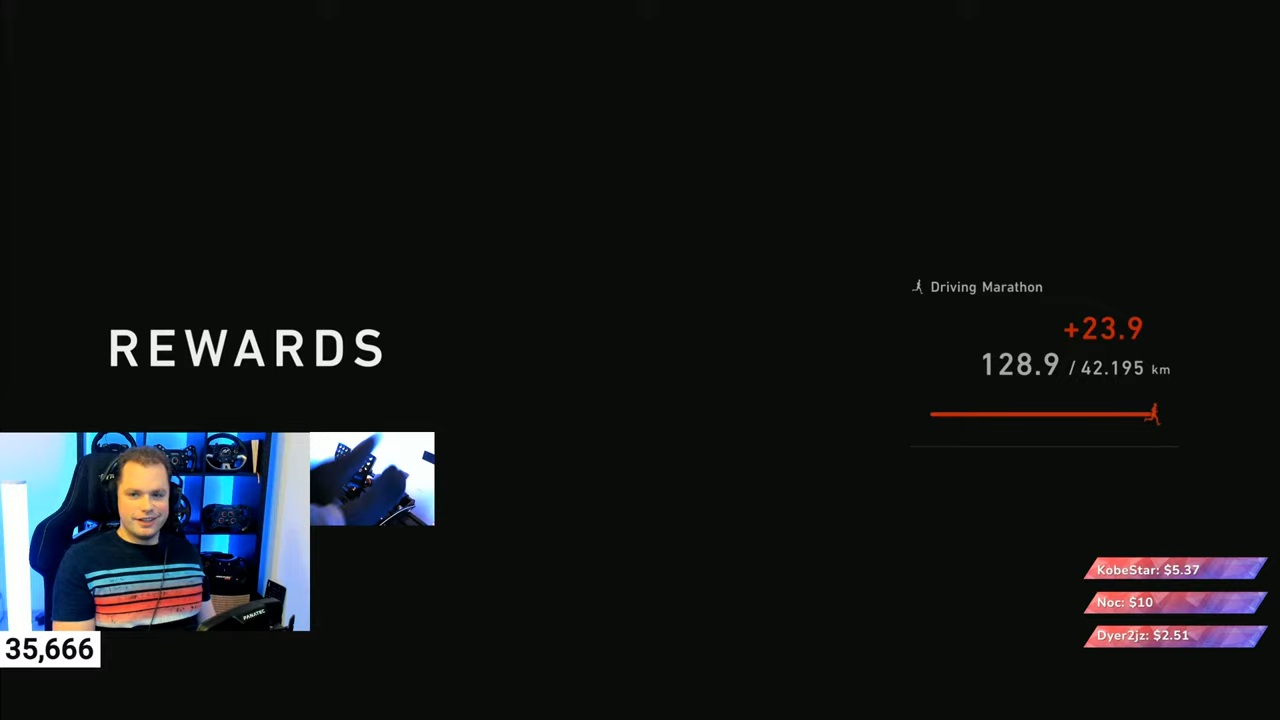 Driving Marathon
+23.9
128.9 / 42.195 km
REWARDS
FANATEC
KobeStar: $5.37
Noc: $10
Dyer2jz: $2.51
35,666